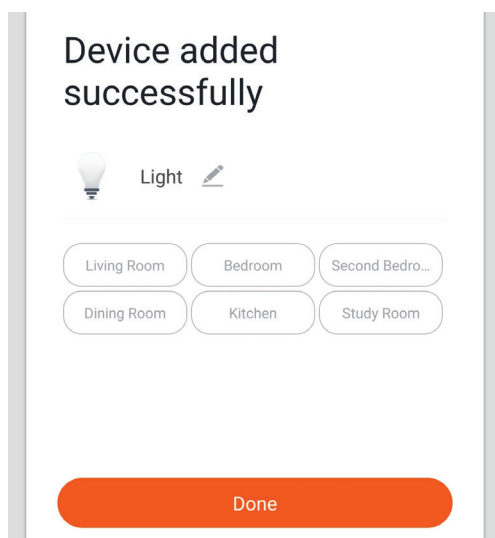 Device added
successfully
Light
Living Room
Bedroom
Second Bedro...
Dining Room
Kitchen
Study Room
Done